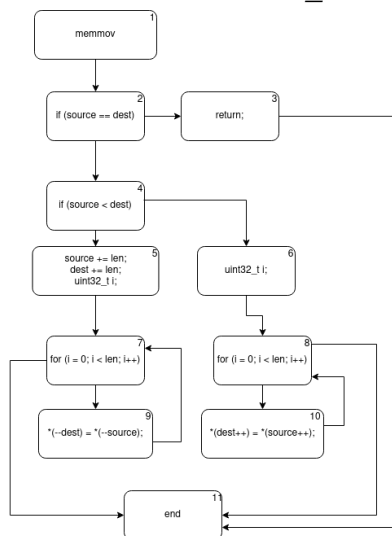 1
memmov
2
if (source == dest)
3
return;
4
if (source < dest)
5
source += len;
dest += len;
uint32_t i;
6
uint32_t i;
7
for (i = 0; i < len; i++)
8
for (i = 0; i < len; i++)
9
*(--dest) = *(--source);
10
*(dest++) = *(source++);
11
end